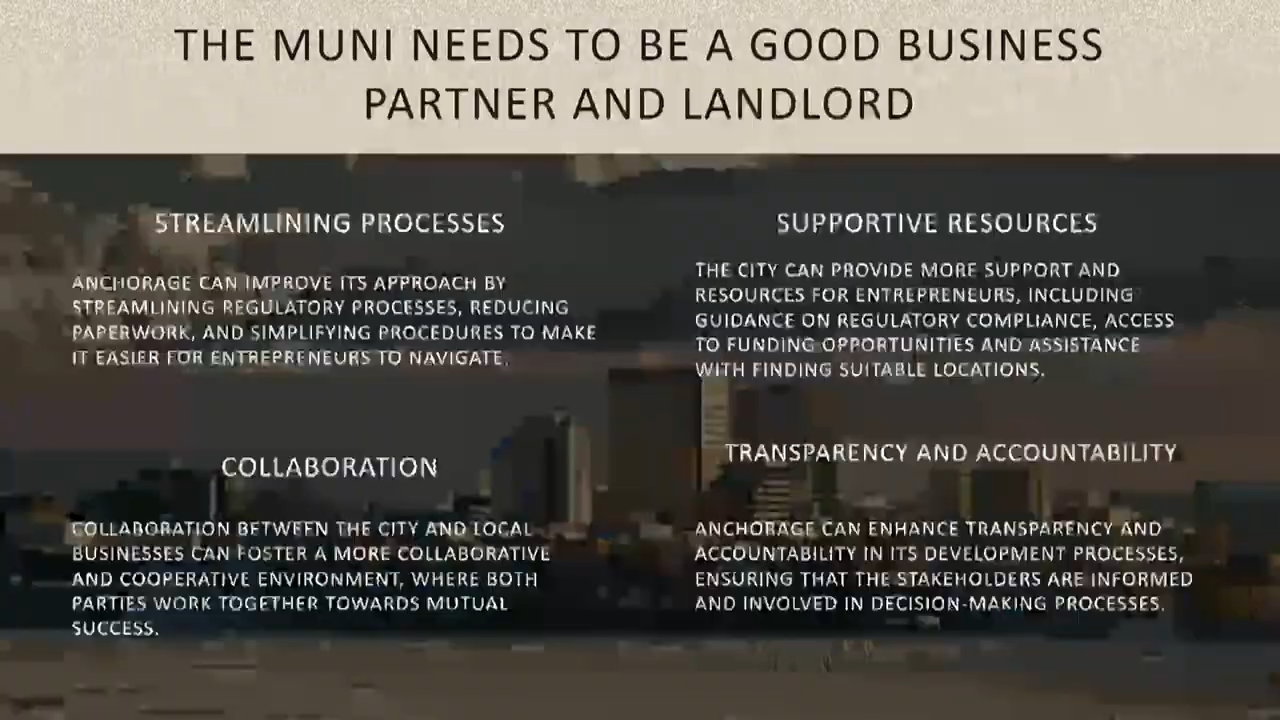 THE MUNI NEEDS TO BE A GOOD BUSINESS
PARTNER AND LANDLORD
STREAMLINING PROCESSES
ANCHORAGE CAN IMPROVE ITS APPROACH BY
STREAMLINING REGULATORY PROCESSES, REDUCING
PAPERWORK, AND SIMPLIFYING PROCEDURES TO MAKE
IT EASIER FOR ENTREPRENEURS TO NAVIGATE.
SUPPORTIVE RESOURCES
THE CITY CAN PROVIDE MORE SUPPORT AND
RESOURCES FOR ENTREPRENEURS, INCLUDING
GUIDANCE ON REGULATORY COMPLIANCE, ACCESS
TO FUNDING OPPORTUNITIES AND ASSISTANCE
WITH FINDING SUITABLE LOCATIONS.
COLLABORATION
COLLABORATION BETWEEN THE CITY AND LOCAL
BUSINESSES CAN FOSTER A MORE COLLABORATIVE
AND COOPERATIVE ENVIRONMENT, WHERE BOTH
PARTIES WORK TOGETHER TOWARDS MUTUAL
SUCCESS.
TRANSPARENCY AND ACCOUNTABILITY
ANCHORAGE CAN ENHANCE TRANSPARENCY AND
ACCOUNTABILITY IN ITS DEVELOPMENT PROCESSES,
ENSURING THAT THE STAKEHOLDERS ARE INFORMED
AND INVOLVED IN DECISION-MAKING PROCESSES.